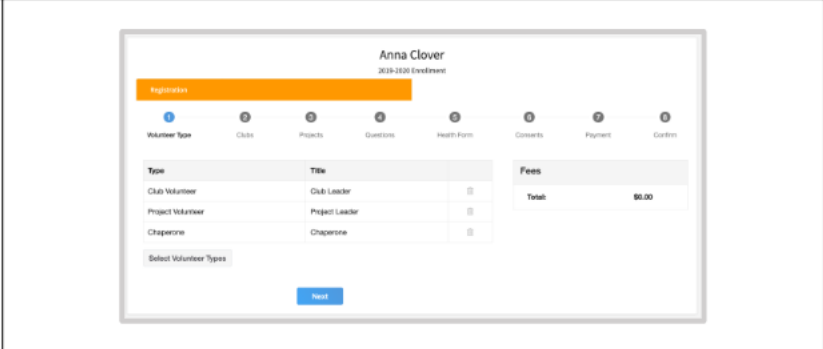 Anna Clover
2019-2020 Enrollment
Registration
1 2 3 4 5 6 7 8
Volunteer Type Clubs Projects Questions Health Form Consents Payment Confirm
Type Title
Club Volunteer Club Leader
Project Volunteer Project Leader
Chaperone Chaperone
Select Volunteer Types
Fees
Total: $0.00
Next